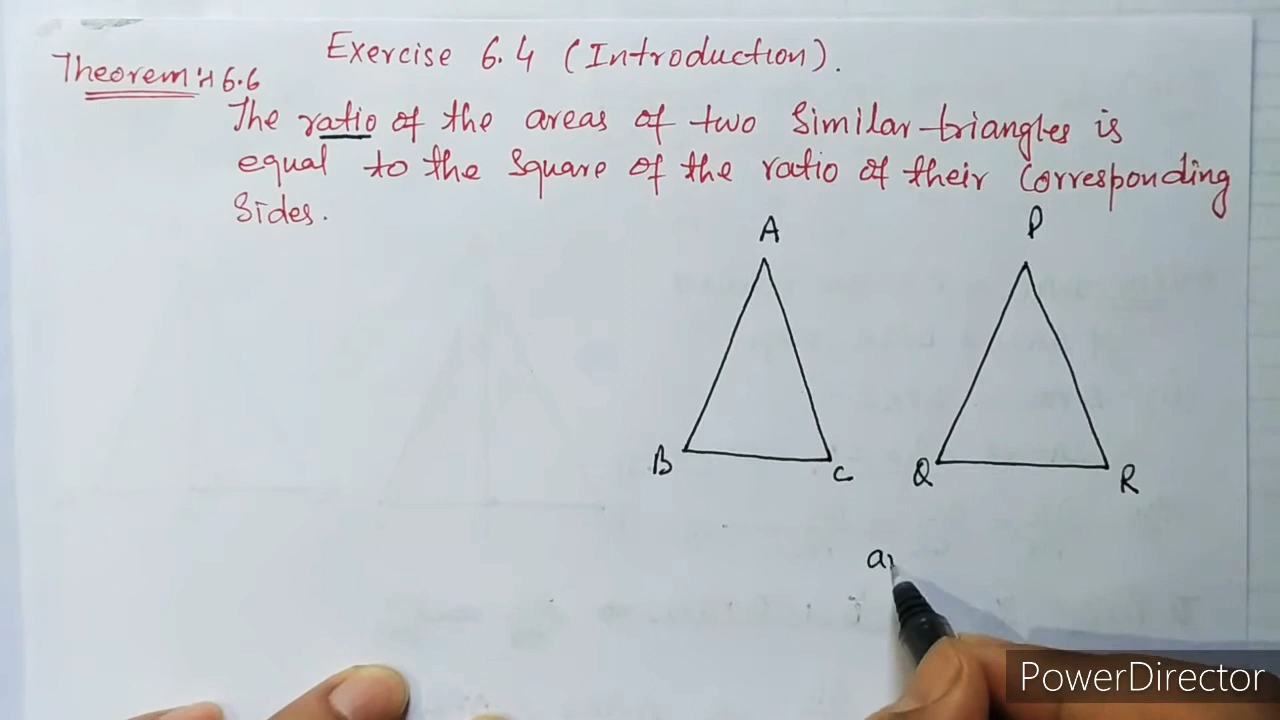 Exercise 6.4 (Introduction).
Theorem:- 6.6
The ratio of the areas of two Similar triangles is
equal to the square of the ratio of their Corresponding
Sides.
A
P
B
C
Q
R
ar
PowerDirector